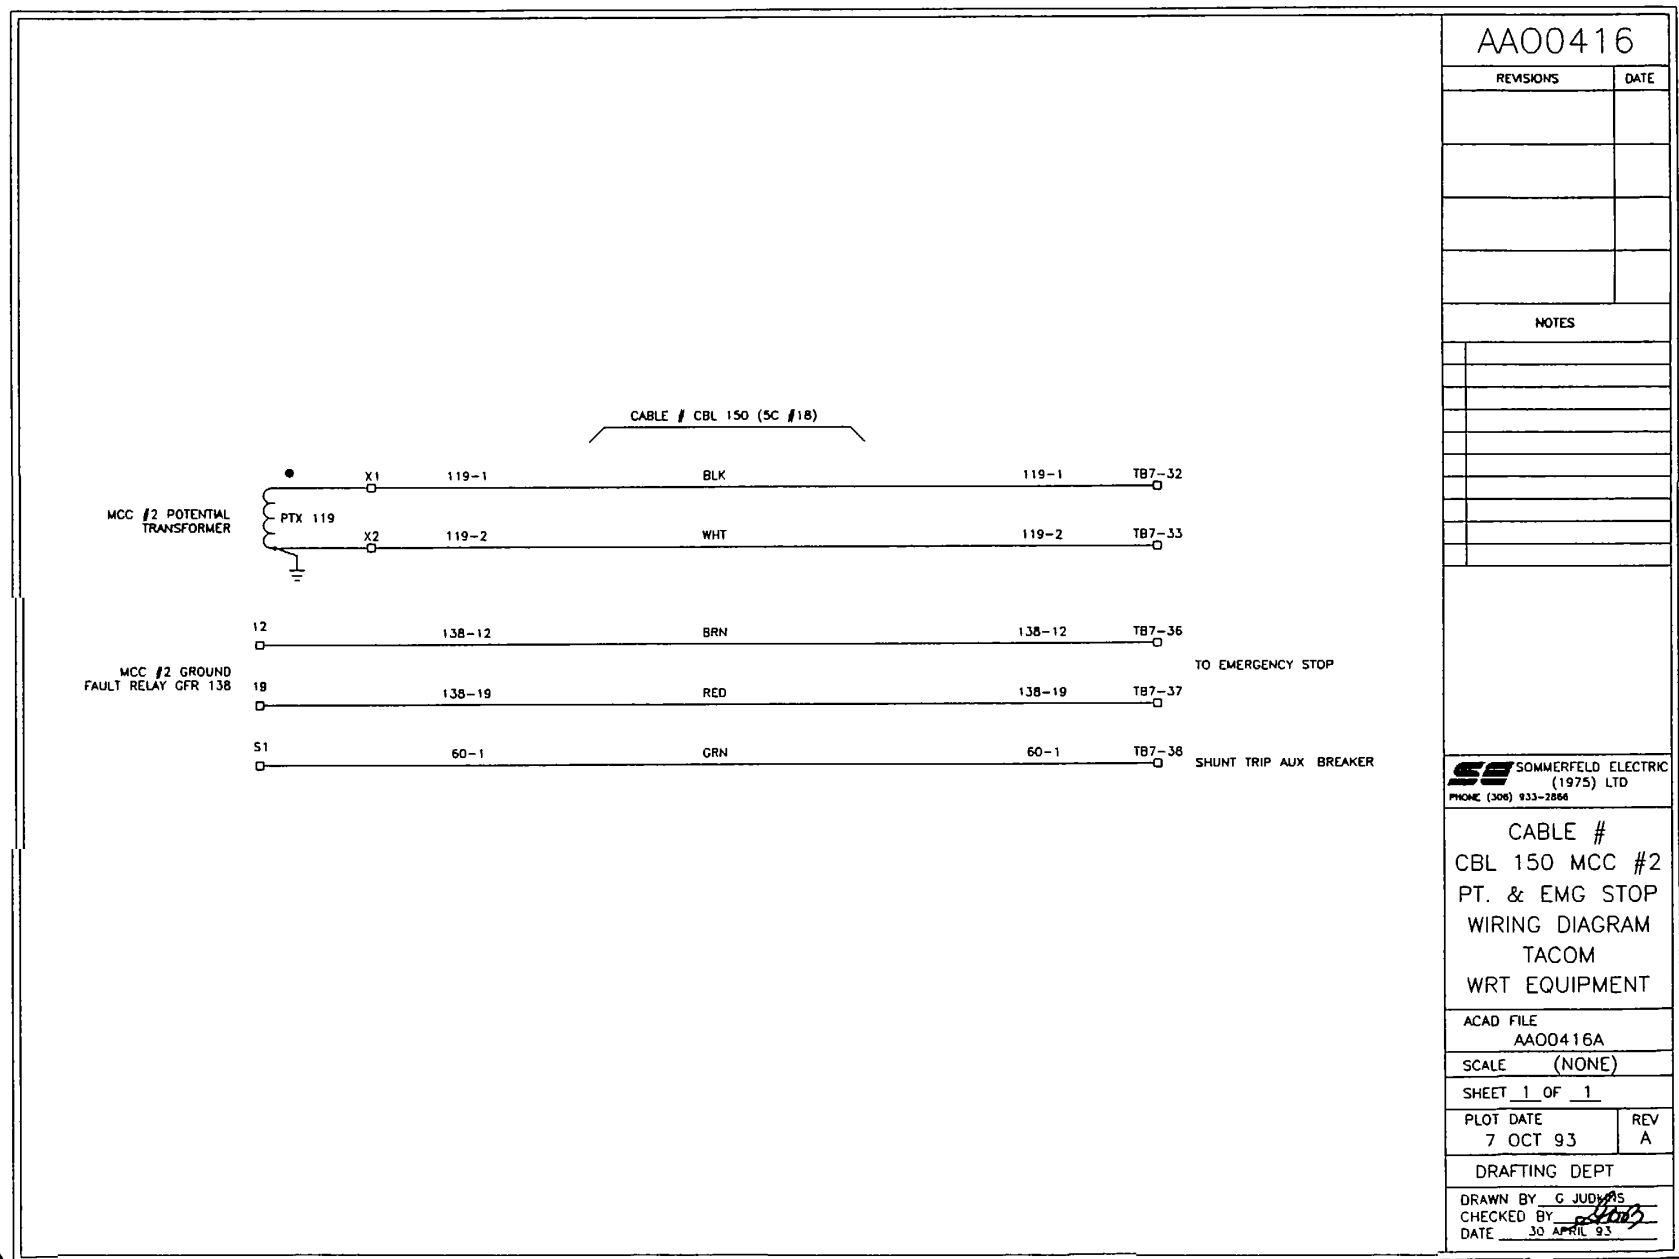 AAO0416
REVISIONS DATE
NOTES
CABLE # CBL 150 (5C #18)
X1 119-1 BLK 119-1 TB7-32
MCC #2 POTENTIAL
TRANSFORMER
PTX 119
X2 119-2 WHT 119-2 TB7-33
12 138-12 BRN 138-12 TB7-36
MCC #2 GROUND
FAULT RELAY GFR 138
TO EMERGENCY STOP
19 138-19 RED 138-19 TB7-37
S1 60-1 GRN 60-1 TB7-38
SHUNT TRIP AUX BREAKER
SOMMERFELD ELECTRIC
(1975) LTD
PHONE (306) 933-2866
CABLE #
CBL 150 MCC #2
PT. & EMG STOP
WIRING DIAGRAM
TACOM
WRT EQUIPMENT
ACAD FILE
AAO0416A
SCALE (NONE)
SHEET 1 OF 1
PLOT DATE REV
7 OCT 93 A
DRAFTING DEPT
DRAWN BY G JUDKINS
CHECKED BY
DATE 30 APRIL 93